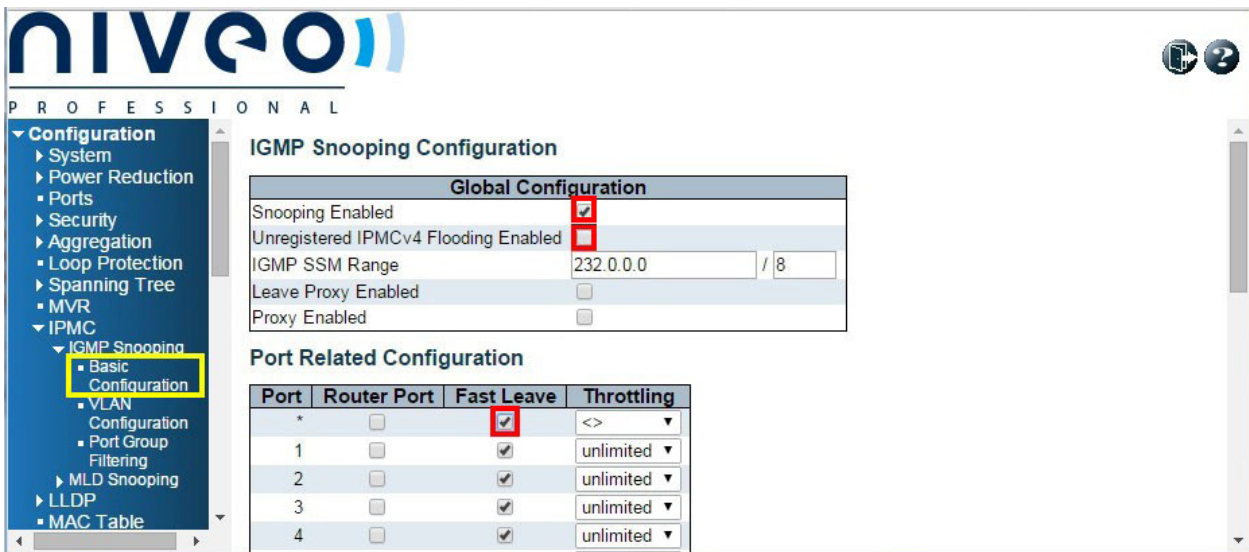 niveo
PROFESSIONAL
Configuration
System
Power Reduction
Ports
Security
Aggregation
Loop Protection
Spanning Tree
MVR
IPMC
IGMP Snooping
Basic
Configuration
VLAN
Configuration
Port Group
Filtering
MLD Snooping
LLDP
MAC Table
IGMP Snooping Configuration
Global Configuration
Snooping Enabled
Unregistered IPMCv4 Flooding Enabled
IGMP SSM Range 232.0.0.0 / 8
Leave Proxy Enabled
Proxy Enabled
Port Related Configuration
Port Router Port Fast Leave Throttling
* <>
1 unlimited
2 unlimited
3 unlimited
4 unlimited